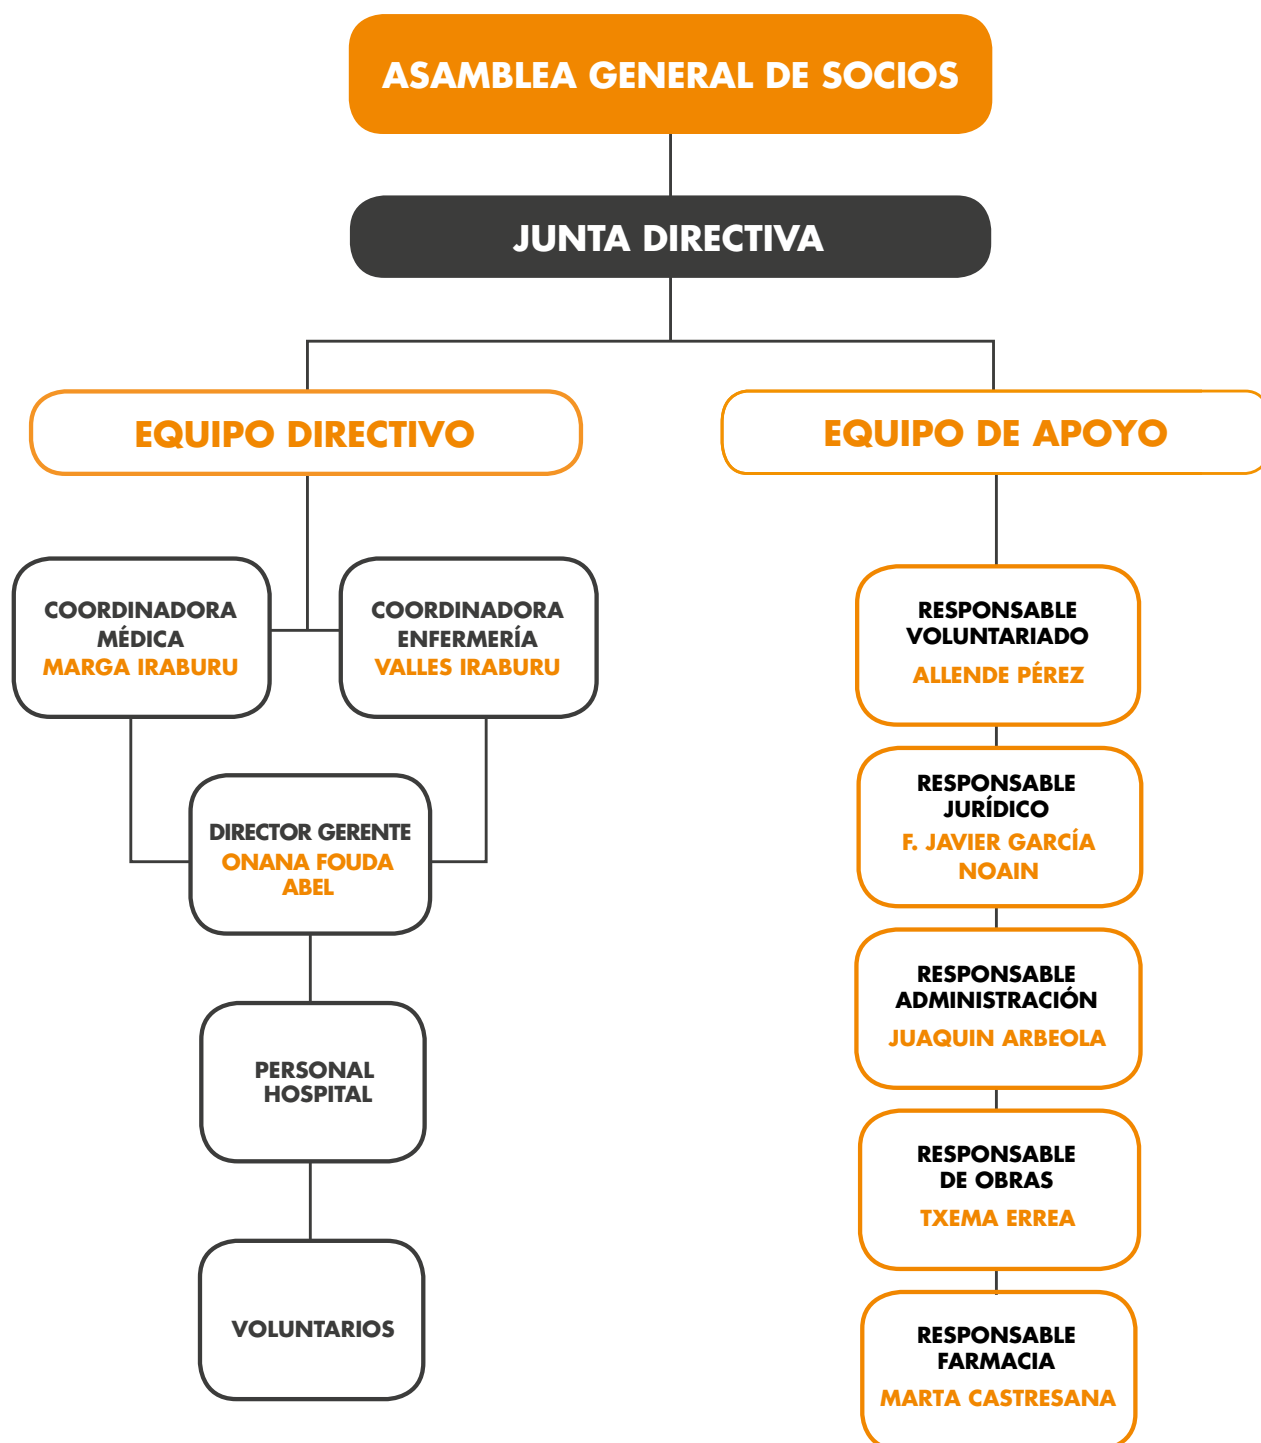 ASAMBLEA GENERAL DE SOCIOS
JUNTA DIRECTIVA
EQUIPO DIRECTIVO
EQUIPO DE APOYO
COORDINADORA
MÉDICA
MARGA IRABURU
COORDINADORA
ENFERMERÍA
VALLES IRABURU
DIRECTOR GERENTE
ONANA FOUDA
ABEL
PERSONAL
HOSPITAL
VOLUNTARIOS
RESPONSABLE
VOLUNTARIADO
ALLENDE PÉREZ
RESPONSABLE
JURÍDICO
F. JAVIER GARCÍA
NOAIN
RESPONSABLE
ADMINISTRACIÓN
JUAQUIN ARBEOLA
RESPONSABLE
DE OBRAS
TXEMA ERREA
RESPONSABLE
FARMACIA
MARTA CASTRESANA